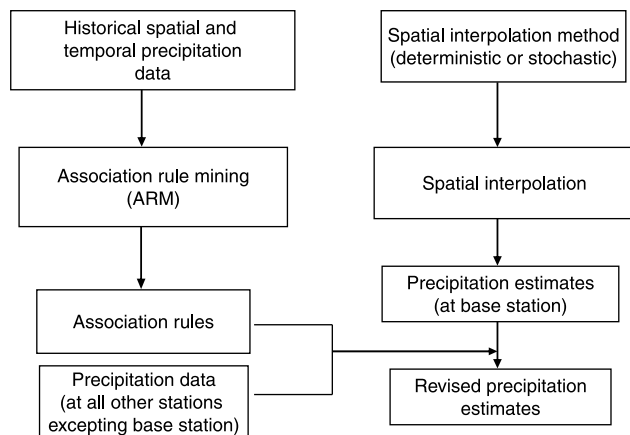 Historical spatial and
temporal precipitation
data
Association rule mining
(ARM)
Association rules
Precipitation data
(at all other stations
excepting base station)
Spatial interpolation method
(deterministic or stochastic)
Spatial interpolation
Precipitation estimates
(at base station)
Revised precipitation
estimates